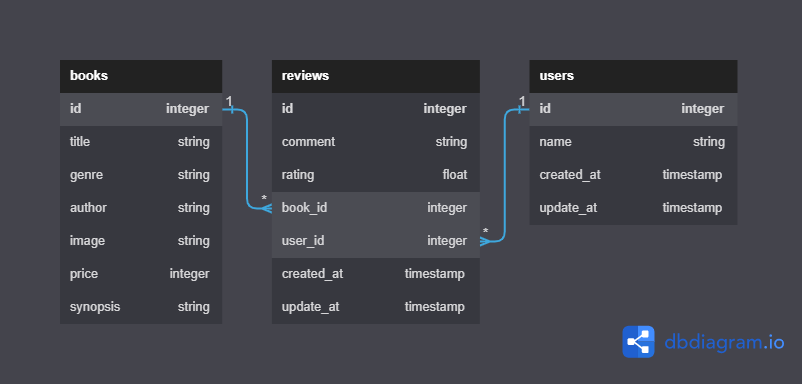 books
id integer
title string
genre string
author string
image string
price integer
synopsis string
1
*
reviews
id integer
comment string
rating float
book_id integer
user_id integer
created_at timestamp
update_at timestamp
1
*
users
id integer
name string
created_at timestamp
update_at timestamp
dbdiagram.io